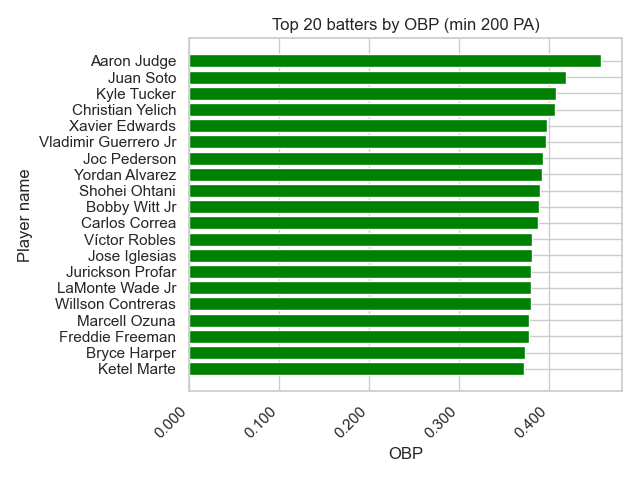 Top 20 batters by OBP (min 200 PA)
Player name
Aaron Judge
Juan Soto
Kyle Tucker
Christian Yelich
Xavier Edwards
Vladimir Guerrero Jr
Joc Pederson
Yordan Alvarez
Shohei Ohtani
Bobby Witt Jr
Carlos Correa
Víctor Robles
Jose Iglesias
Jurickson Profar
LaMonte Wade Jr
Willson Contreras
Marcell Ozuna
Freddie Freeman
Bryce Harper
Ketel Marte
0.000
0.100
0.200
0.300
0.400
OBP